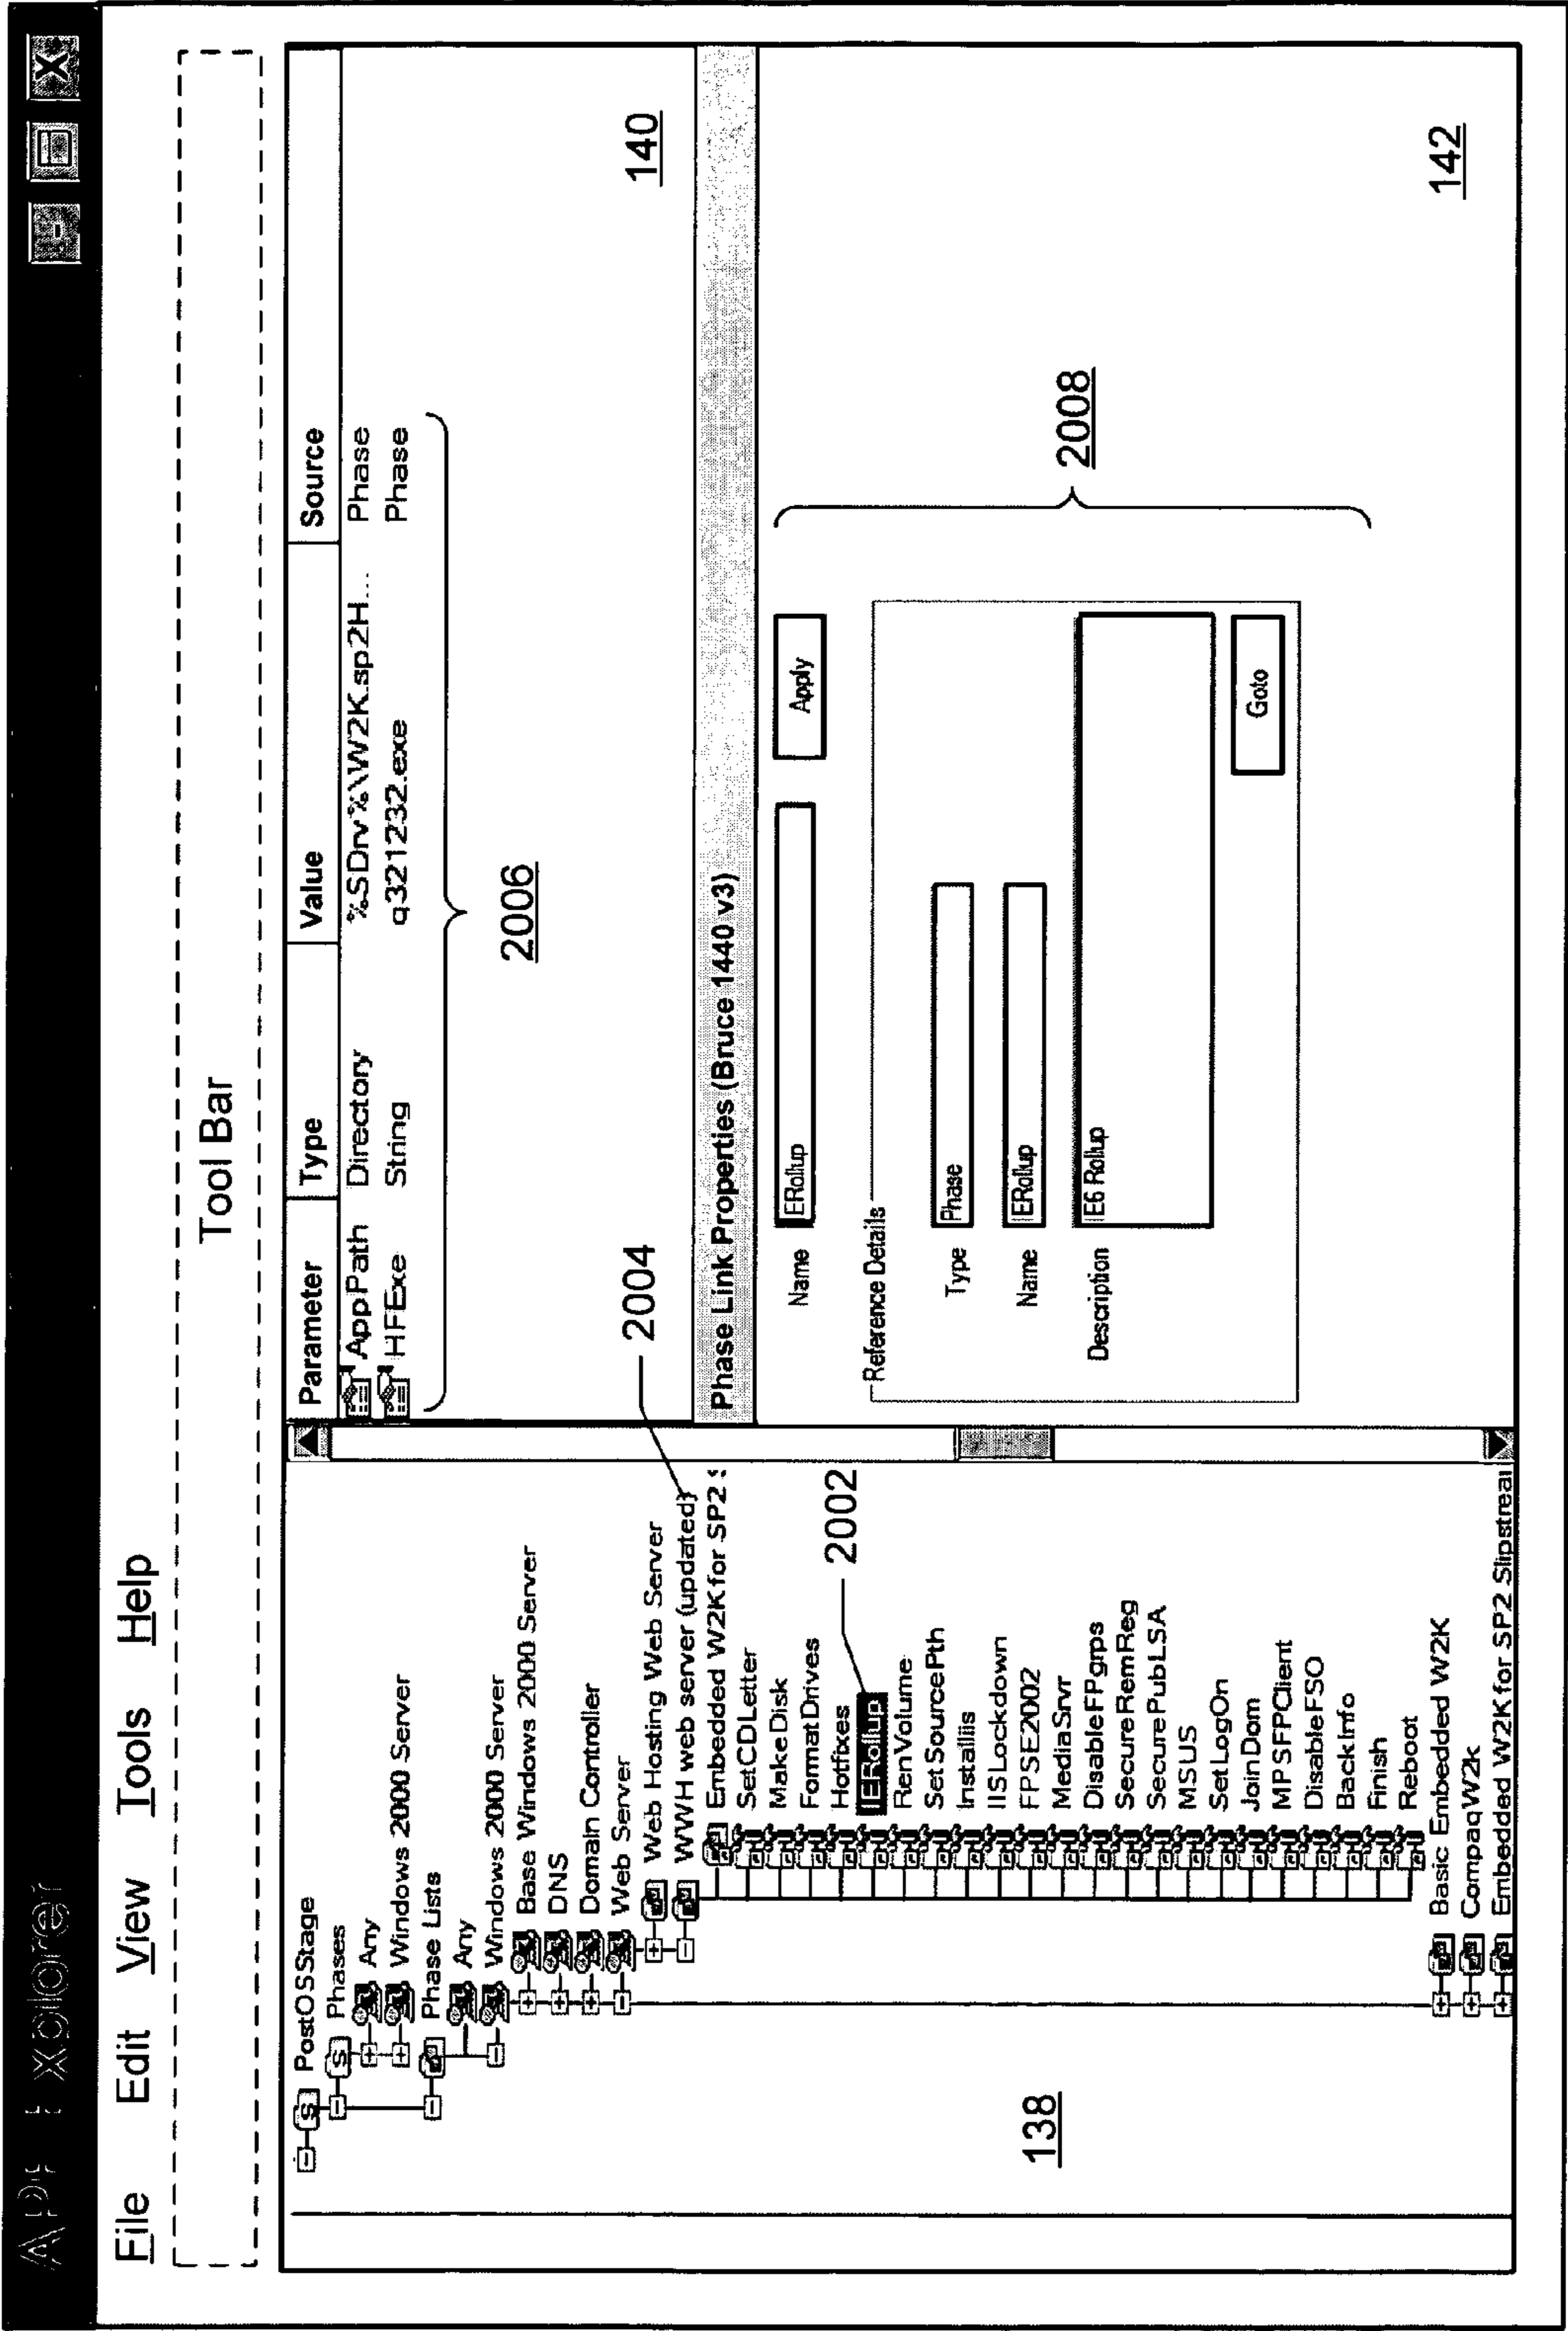 File Edit View Tools Help
Tool Bar
PostOSStage
Phases
Any
Windows 2000 Server
Phase Lists
Any
Windows 2000 Server
Base Windows 2000 Server
DNS
Domain Controller
Web Server
Web Hosting Web Server
WWH web server (updated)
2004
Embedded W2K for SP2
SetCDLetter
MakeDisk
FormatDrives
Hotfixes
IERollup
2002
RenVolume
SetSourcePth
InstallIis
IISLockdown
FPSE2002
MediaSrvr
DisableFPgrps
SecureRemReg
SecurePubLSA
MSUS
SetLogOn
JoinDom
MPSFPClient
DisableFSO
BackInfo
Finish
Reboot
Basic Embedded W2K
CompaqW2k
Embedded W2K for SP2 Slipstrear
138
Parameter Type Value Source
AppPath Directory %SDrv%\W2K.sp2H... Phase
HFExe String q321232.exe Phase
2006
140
Phase Link Properties (Bruce 1440 v3)
Name IERollup Apply
Reference Details
Type Phase
Name IERollup
Description IE6 Rollup
Goto
2008
142